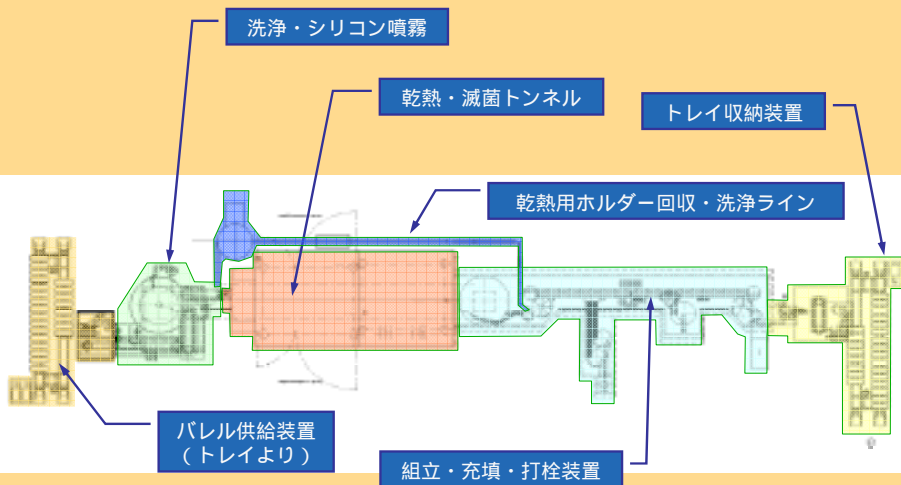 洗浄・シリコン噴霧
乾熱・滅菌トンネル
トレイ収納装置
乾熱用ホルダー回収・洗浄ライン
バレル供給装置
（トレイより）
組立・充填・打栓装置